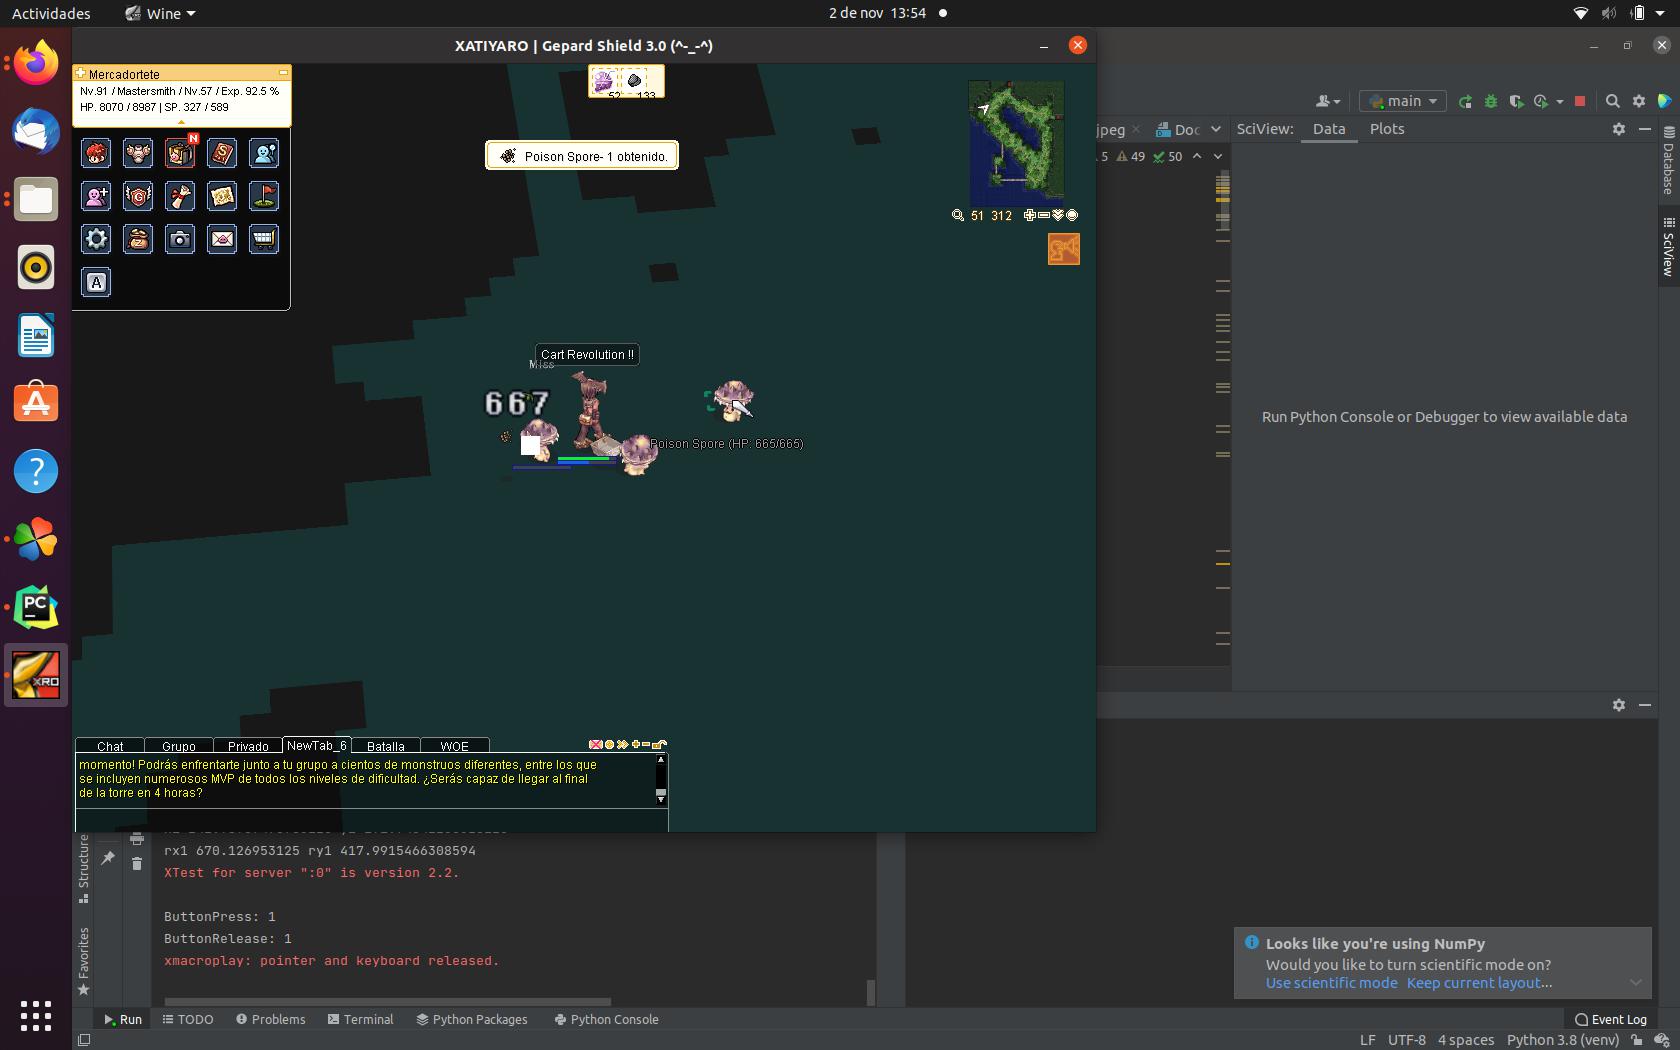 Actividades
Wine
2 de nov 13:54
XATIYARO | Gepard Shield 3.0 (^-_-^)
Mercadortete
Nv.91 / Mastersmith / Nv.57 / Exp. 92.5 %
HP. 8070 / 8987 | SP. 327 / 589
N
52 133
Poison Spore- 1 obtenido.
51 312
A
Cart Revolution !!
Miss
667
Poison Spore (HP: 665/665)
Chat Grupo Privado NewTab_6 Batalla WOE
momento! Podrás enfrentarte junto a tu grupo a cientos de monstruos diferentes, entre los que
se incluyen numerosos MVP de todos los niveles de dificultad. ¿Serás capaz de llegar al final
de la torre en 4 horas?
main
jpeg
Doc
SciView: Data Plots
5 49 50
Database
SciView
Run Python Console or Debugger to view available data
PC
XRO
Structure
Favorites
rx1 670.126953125 ry1 417.9915466308594
XTest for server ":0" is version 2.2.
ButtonPress: 1
ButtonRelease: 1
xmacroplay: pointer and keyboard released.
Looks like you're using NumPy
Would you like to turn scientific mode on?
Use scientific mode Keep current layout...
Run TODO Problems Terminal Python Packages Python Console
Event Log
LF UTF-8 4 spaces Python 3.8 (venv)